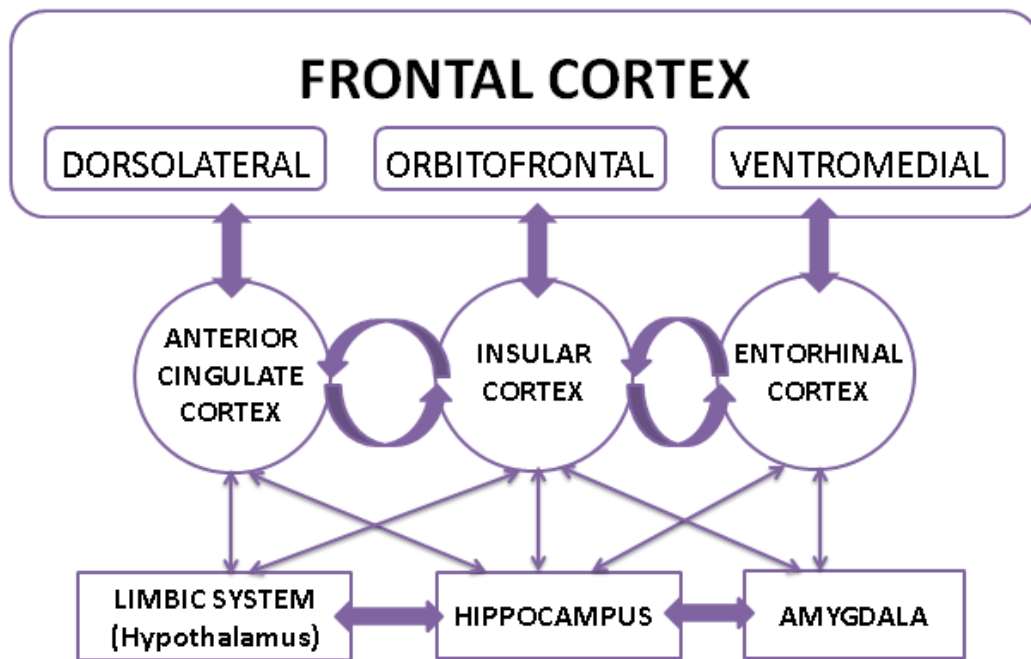 FRONTAL CORTEX
DORSOLATERAL
ORBITOFRONTAL
VENTROMEDIAL
ANTERIOR
CINGULATE
CORTEX
INSULAR
CORTEX
ENTORHINAL
CORTEX
LIMBIC SYSTEM
(Hypothalamus)
HIPPOCAMPUS
AMYGDALA